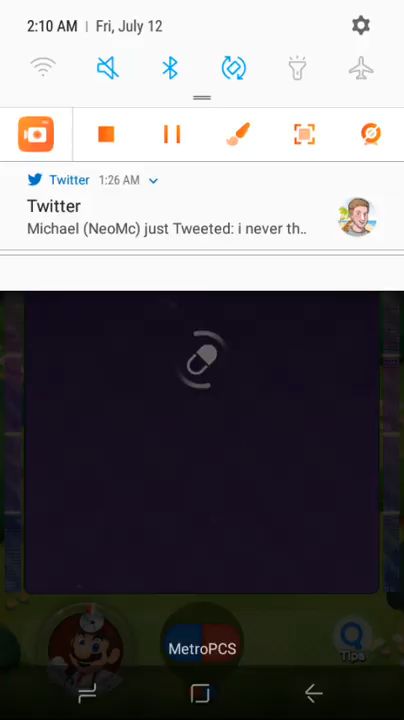 2:10 AM | Fri, July 12
Twitter 1:26 AM
Twitter
Michael (NeoMc) just Tweeted: i never th..
Tips
MetroPCS